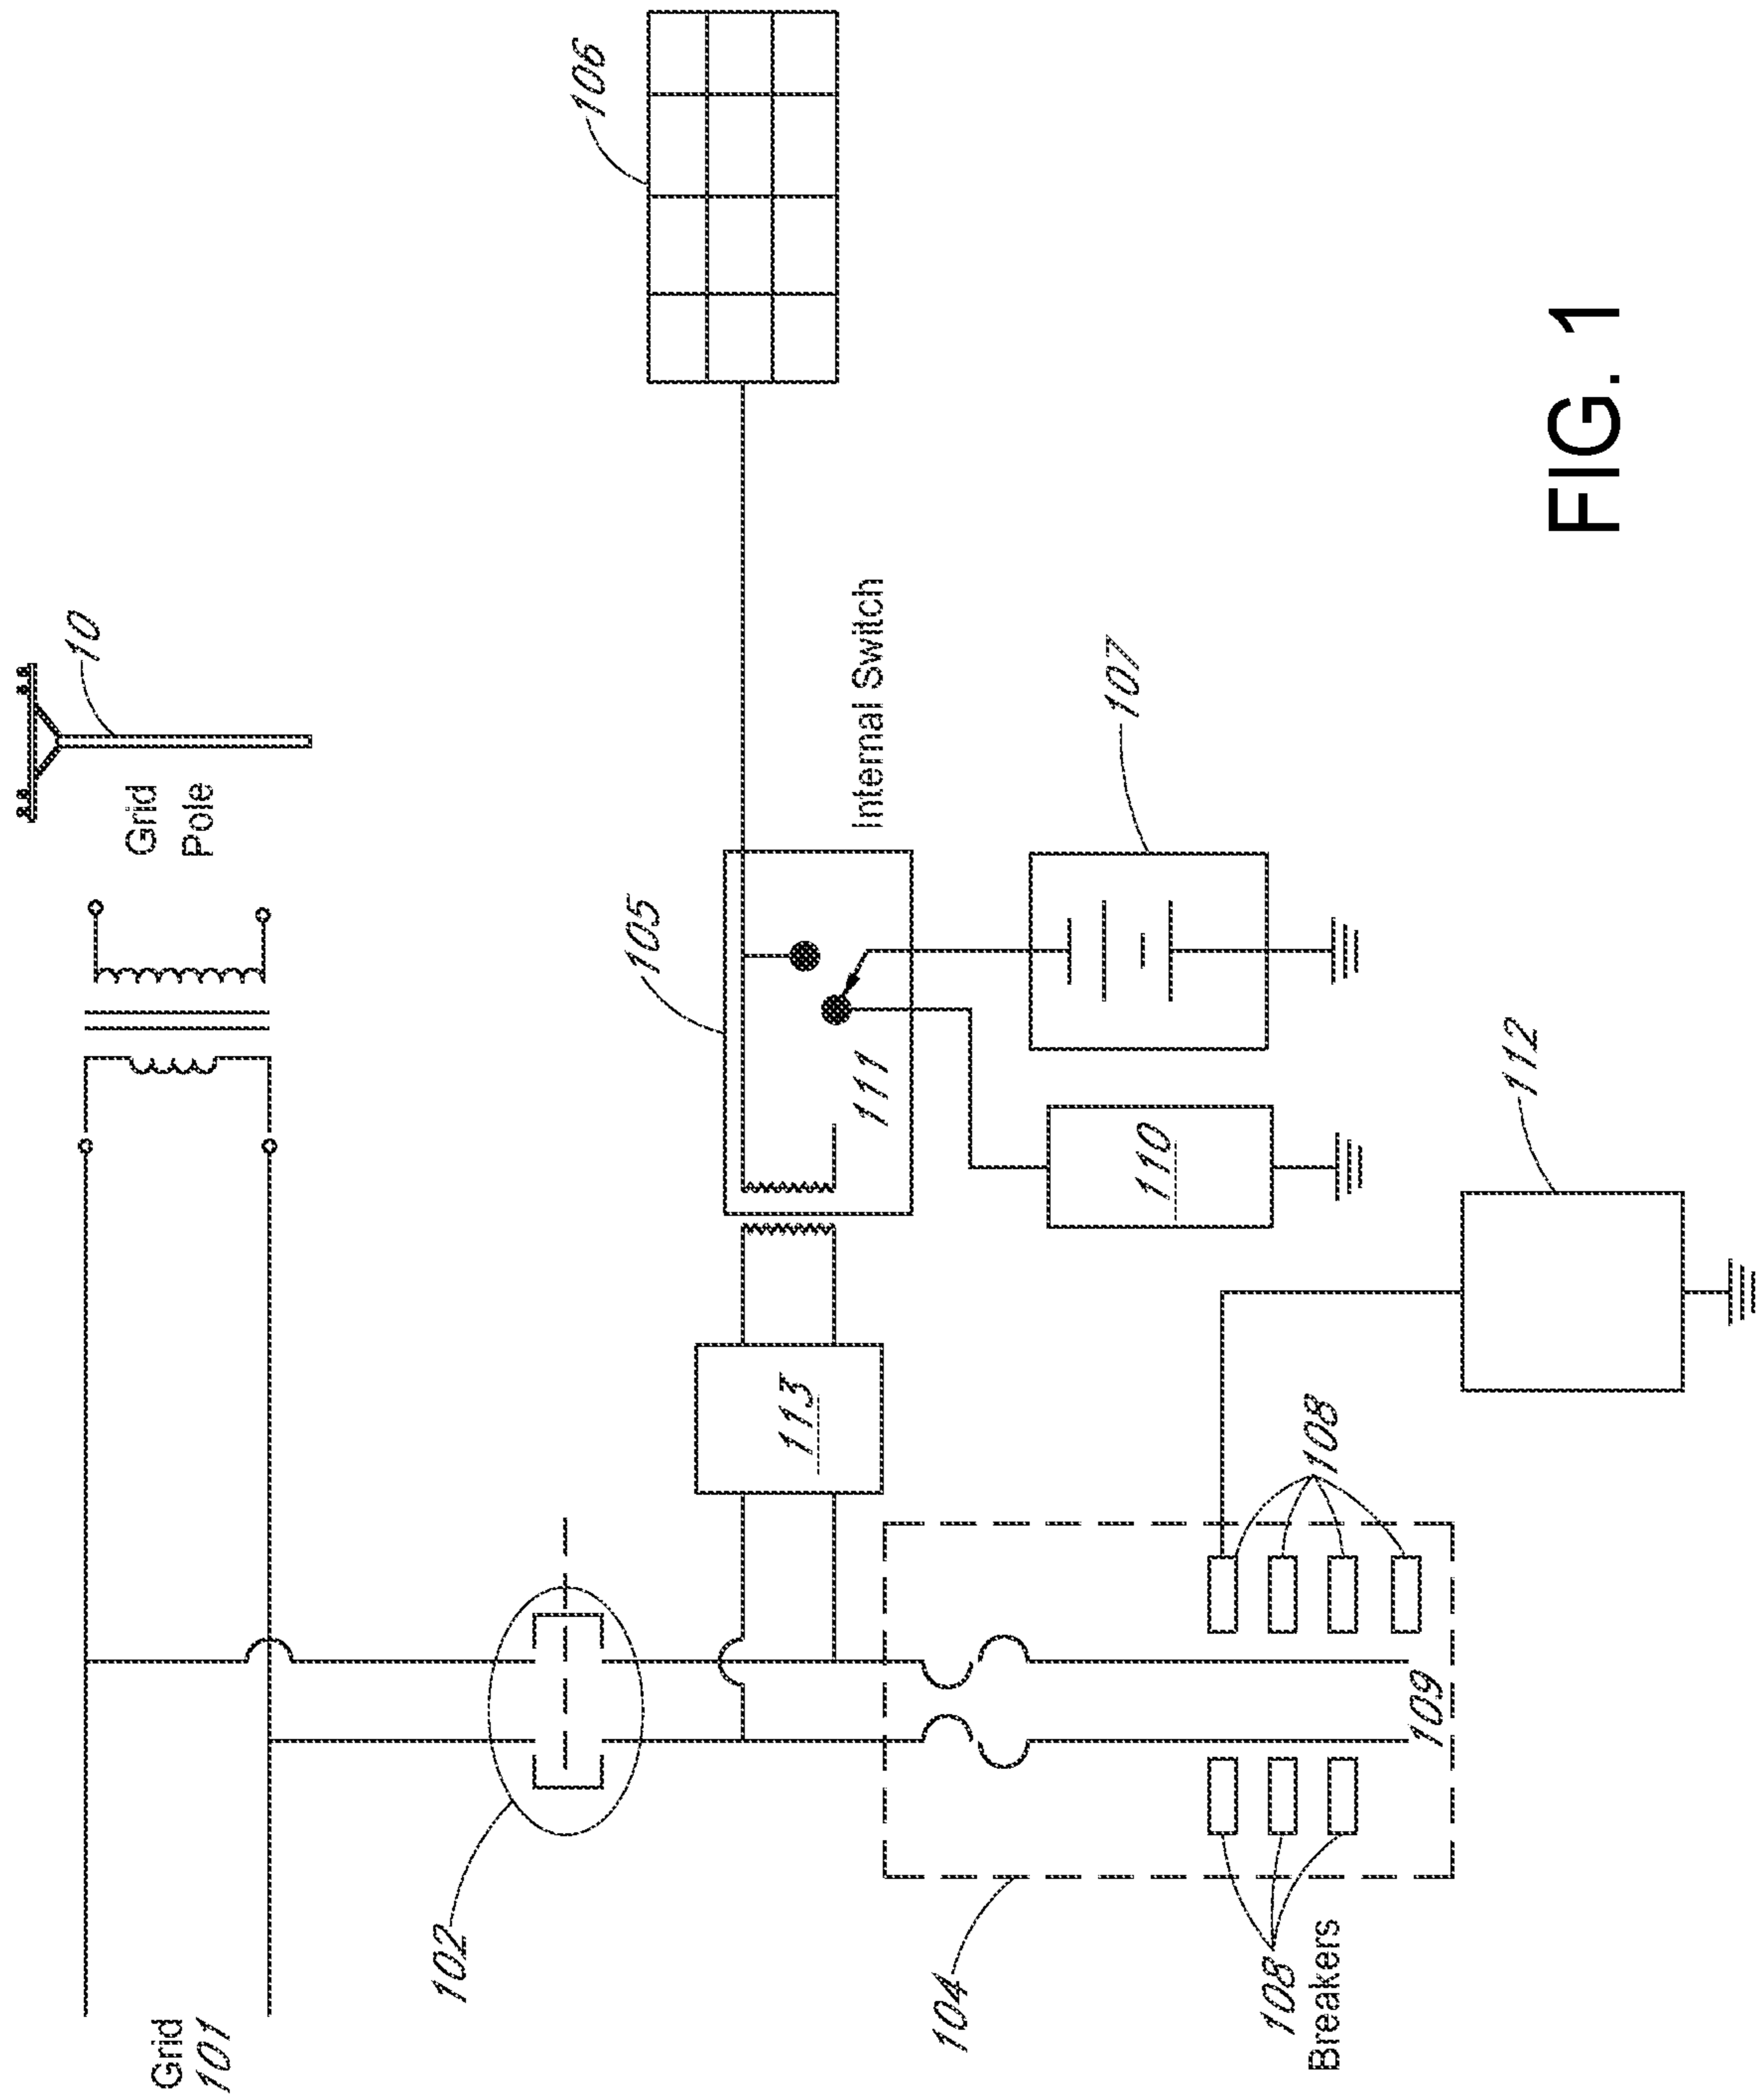 10
Grid
Pole
106
Grid
101
102
105
Internal Switch
111
113
107
110
112
104
108
108
Breakers
109
FIG. 1